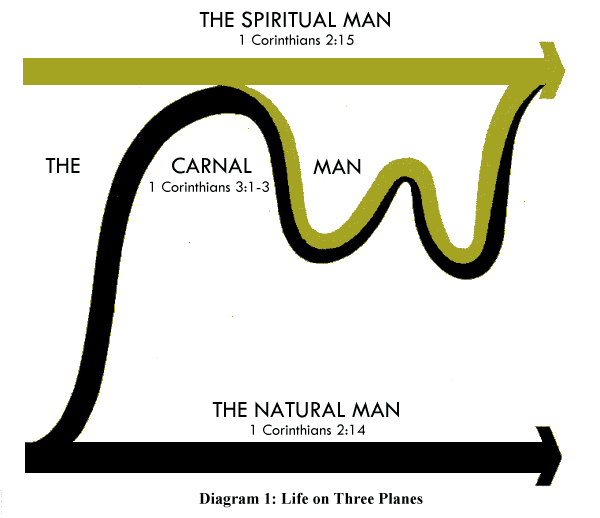 THE SPIRITUAL MAN
1 Corinthians 2:15
THE CARNAL MAN
1 Corinthians 3:1-3
THE NATURAL MAN
1 Corinthians 2:14
Diagram 1: Life on Three Planes